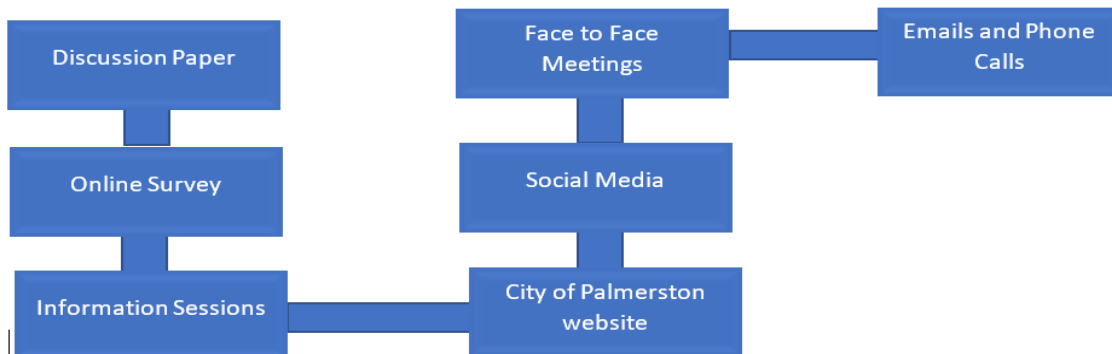 Discussion Paper
Online Survey
Information Sessions
City of Palmerston
website
Social Media
Face to Face
Meetings
Emails and Phone
Calls